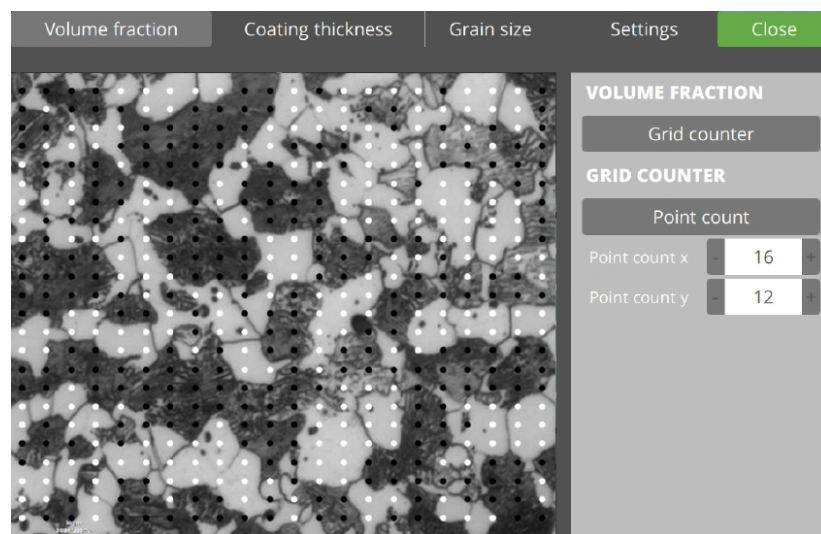 Volume fraction
Coating thickness
Grain size
Settings
Close
VOLUME FRACTION
Grid counter
GRID COUNTER
Point count
Point count x
- 16 +
Point count y
- 12 +